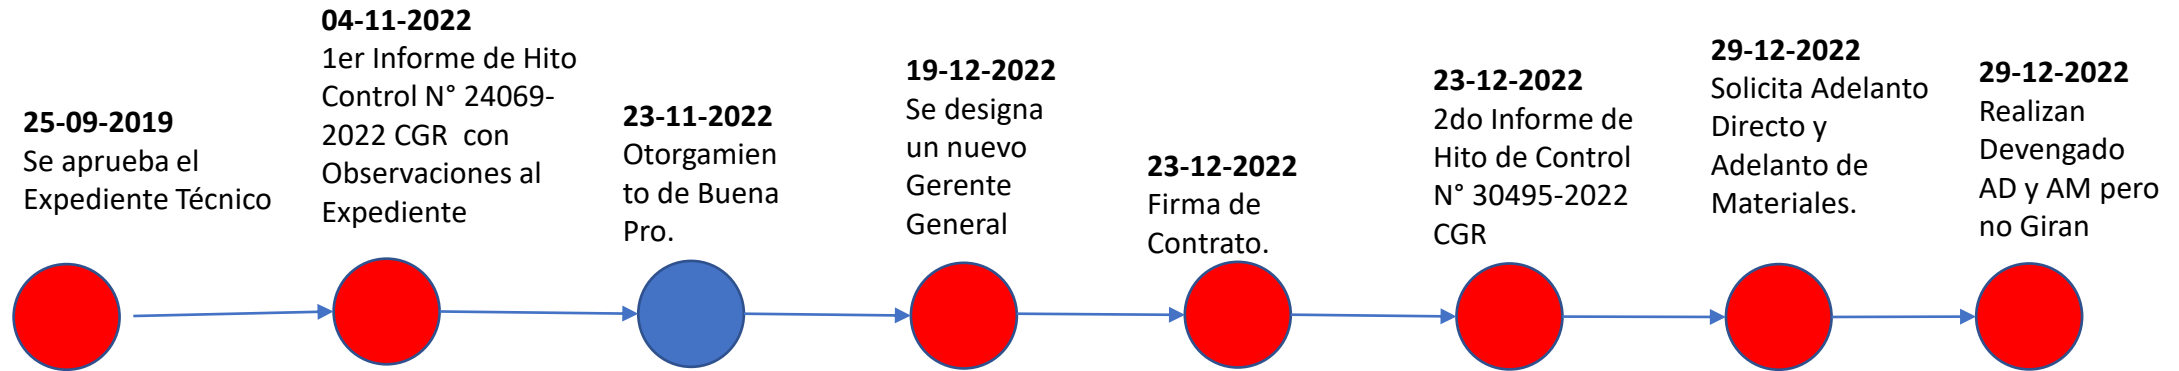 25-09-2019
Se aprueba el
Expediente Técnico
04-11-2022
1er Informe de Hito
Control N° 24069-
2022 CGR  con
Observaciones al
Expediente
23-11-2022
Otorgamien
to de Buena
Pro.
19-12-2022
Se designa
un nuevo
Gerente
General
23-12-2022
Firma de
Contrato.
23-12-2022
2do Informe de
Hito de Control
N° 30495-2022
CGR
29-12-2022
Solicita Adelanto
Directo y
Adelanto de
Materiales.
29-12-2022
Realizan
Devengado
AD y AM pero
no Giran